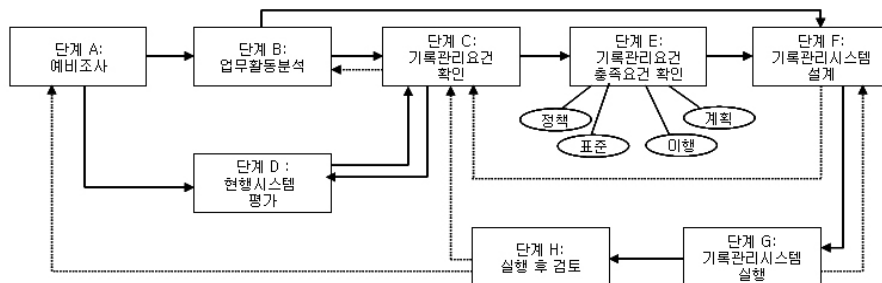 단계 A:
예비조사
단계 B:
업무활동분석
단계 C:
기록관리요건
확인
단계 E:
기록관리요건
충족요건 확인
단계 F:
기록관리시스템
설계
정책
표준
이행
계획
단계 D :
현행시스템
평가
단계 H:
실행 후 검토
단계 G:
기록관리시스템
실행